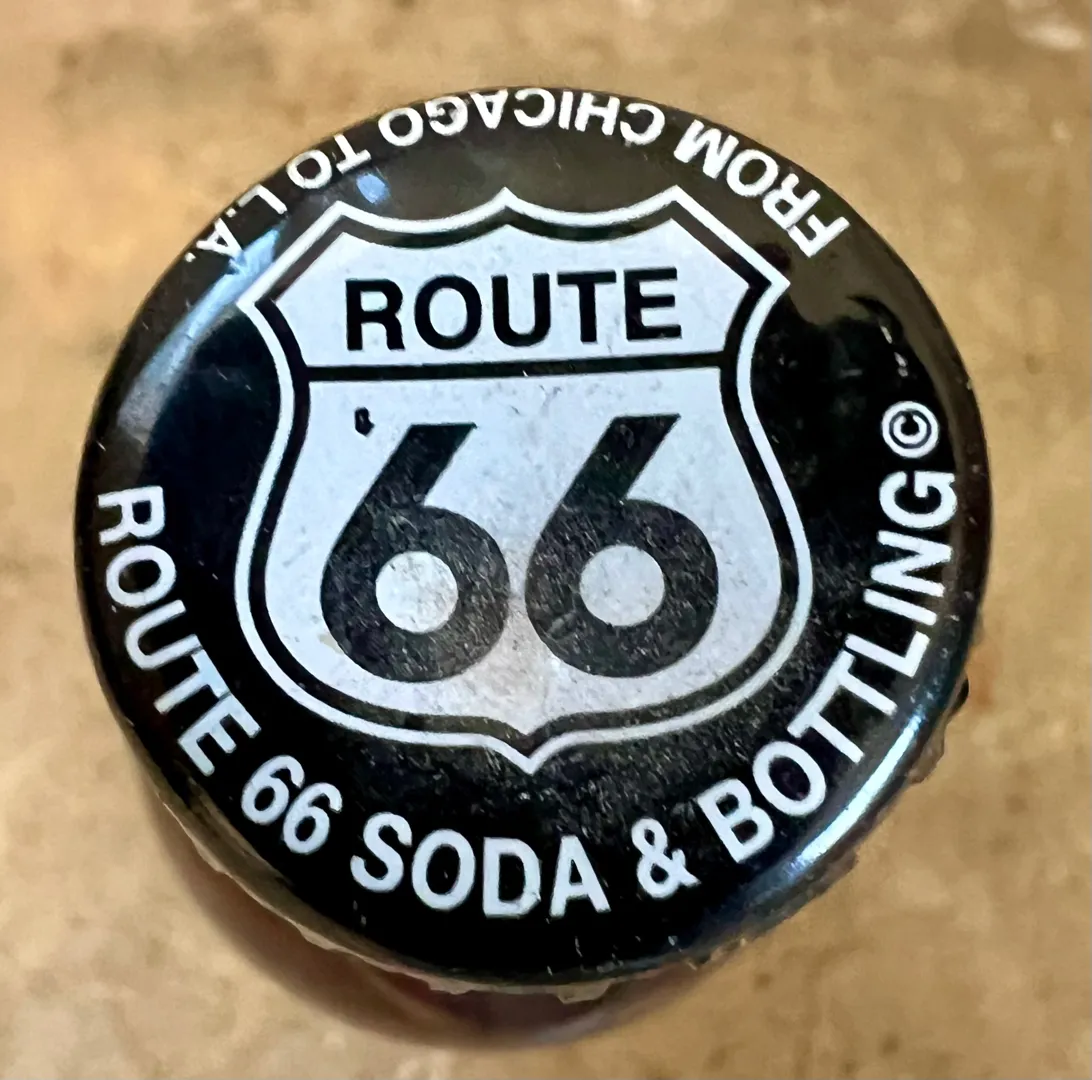 FROM CHICAGO TO L.A.
ROUTE
66
ROUTE 66 SODA & BOTTLING©